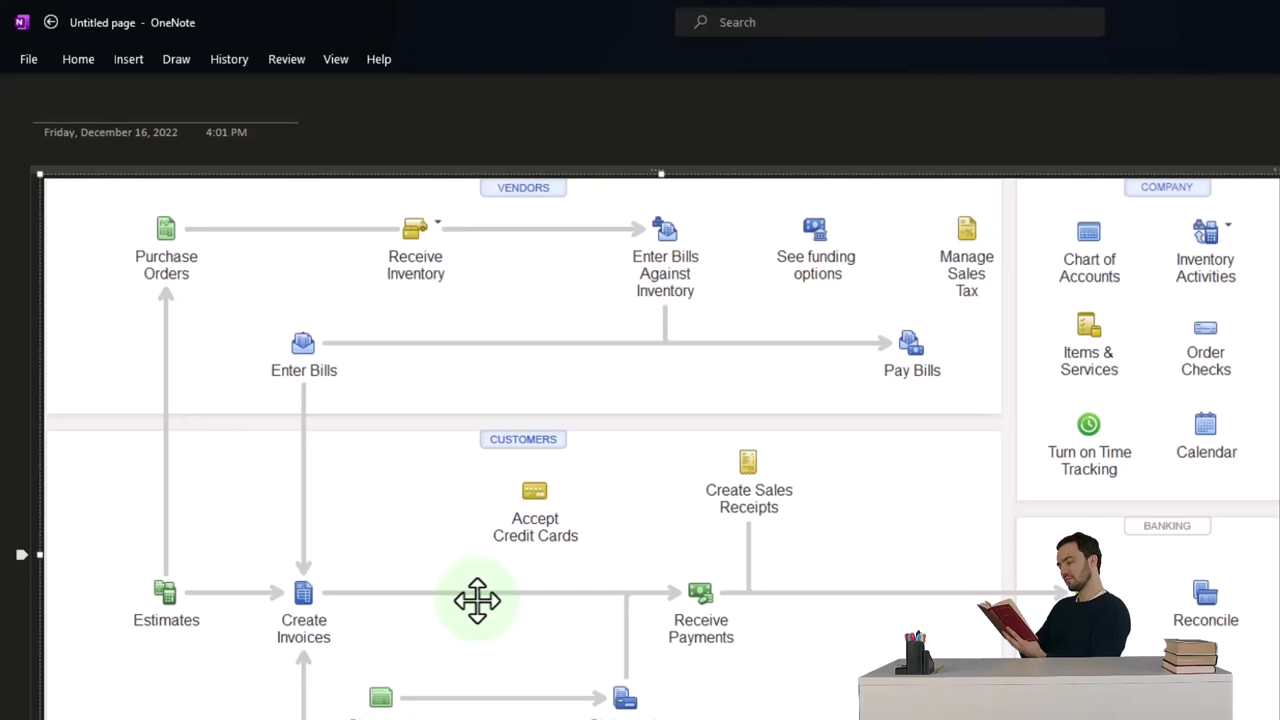 Untitled page - OneNote
Search
File Home Insert Draw History Review View Help
Friday, December 16, 2022 4:01 PM
VENDORS
COMPANY
Purchase
Orders
Receive
Inventory
Enter Bills
Against
Inventory
See funding
options
Manage
Sales
Tax
Chart of
Accounts
Inventory
Activities
Enter Bills
Pay Bills
Items &
Services
Order
Checks
CUSTOMERS
Turn on Time
Tracking
Calendar
Accept
Credit Cards
Create Sales
Receipts
BANKING
Estimates
Create
Invoices
Receive
Payments
Reconcile